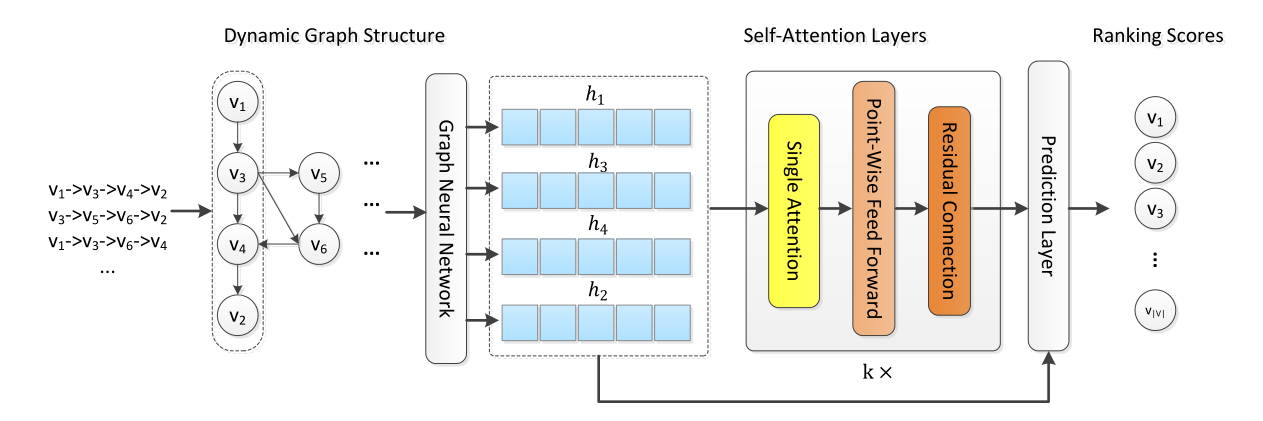 Dynamic Graph Structure
Self-Attention Layers
Ranking Scores
v1->v3->v4->v2
v3->v5->v6->v2
v1->v3->v6->v4
...
v1
v3
v5
v4
v6
v2
...
...
...
Graph Neural Network
h1
h3
h4
h2
Single Attention
Point-Wise Feed Forward
Residual Connection
k ×
Prediction Layer
v1
v2
v3
...
v|v|